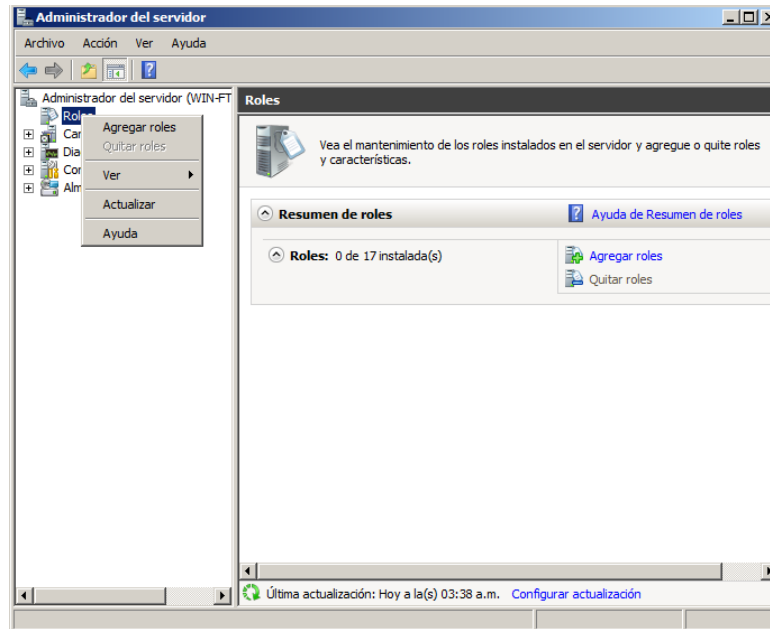 Administrador del servidor
Archivo Acción Ver Ayuda
Administrador del servidor (WIN-FT
Roles
Agregar roles
Quitar roles
Ver
Actualizar
Ayuda
Roles
Vea el mantenimiento de los roles instalados en el servidor y agregue o quite roles
y características.
Resumen de roles
Ayuda de Resumen de roles
Roles: 0 de 17 instalada(s)
Agregar roles
Quitar roles
Última actualización: Hoy a la(s) 03:38 a.m. Configurar actualización